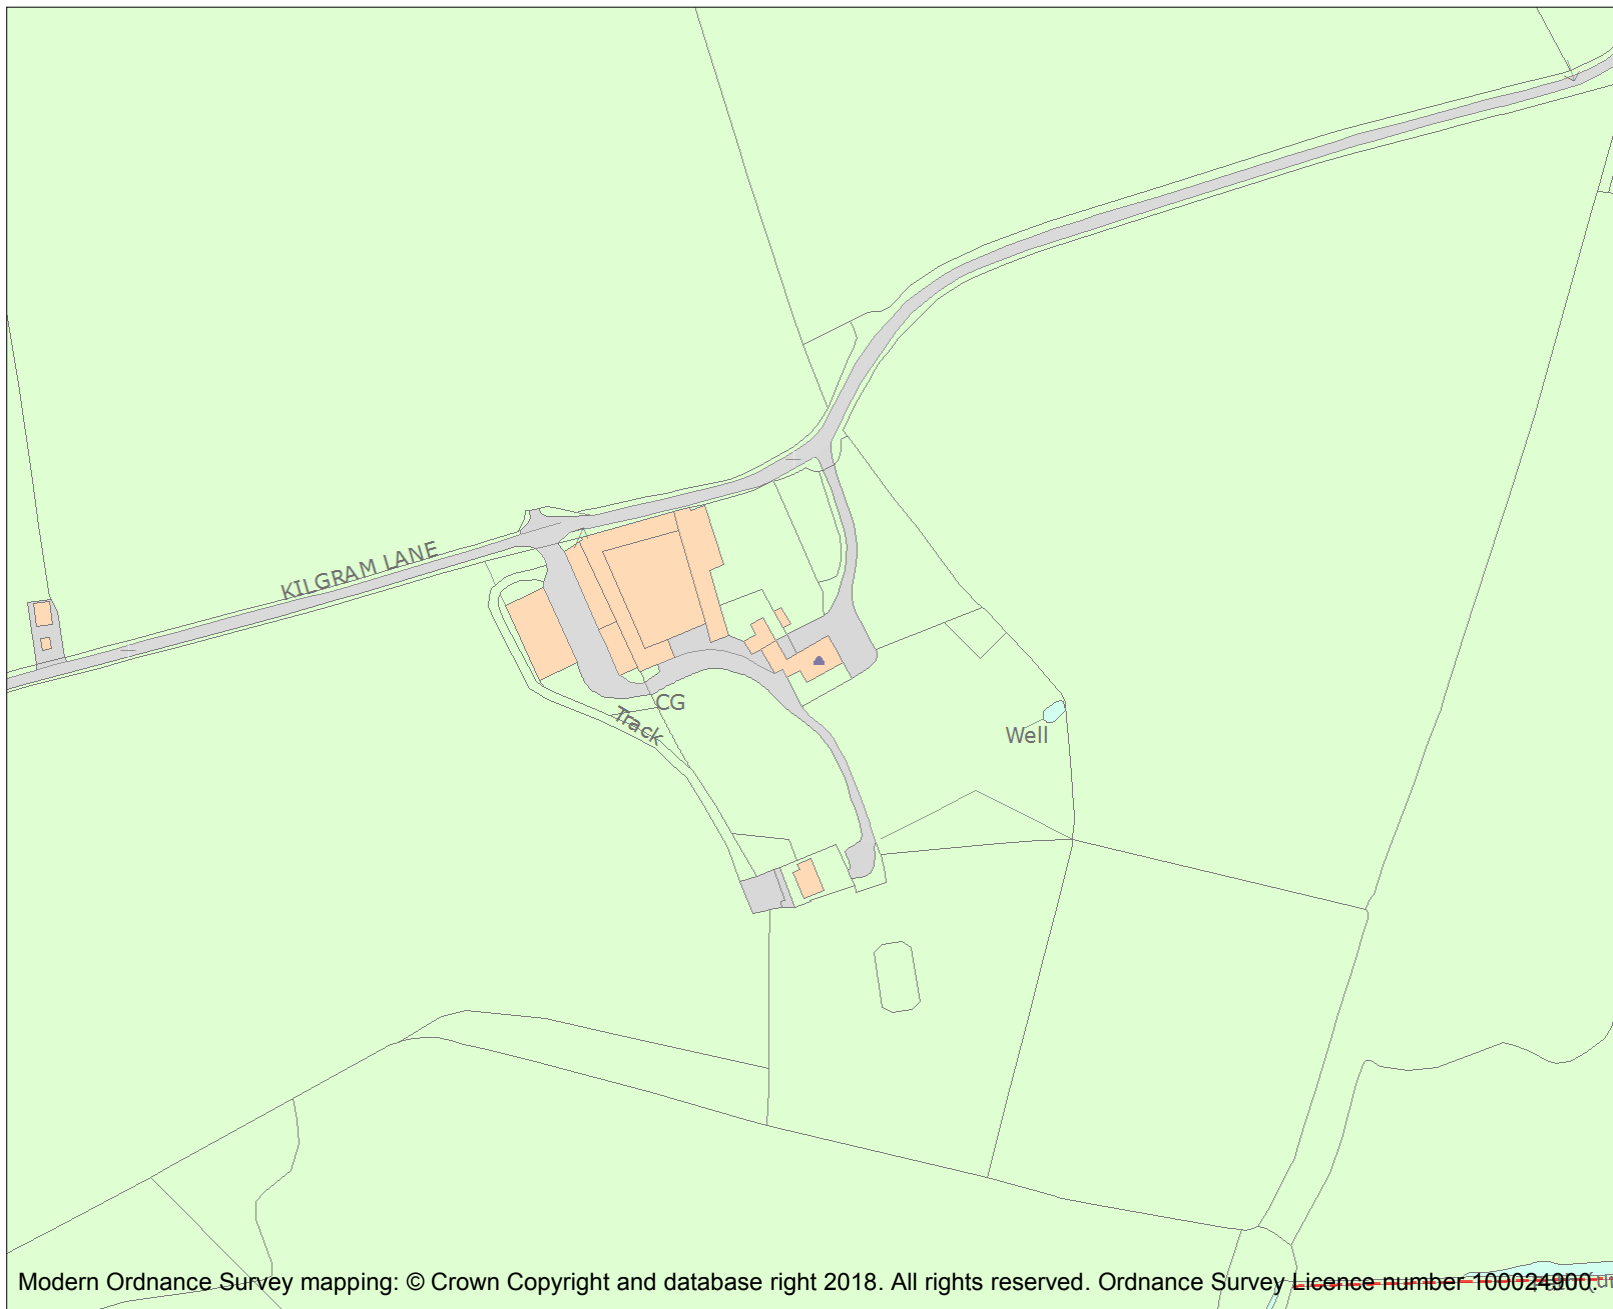 KILGRAM LANE
CG
Track
Well
Modern Ordnance Survey mapping: © Crown Copyright and database right 2018. All rights reserved. Ordnance Survey Licence number 100024900.